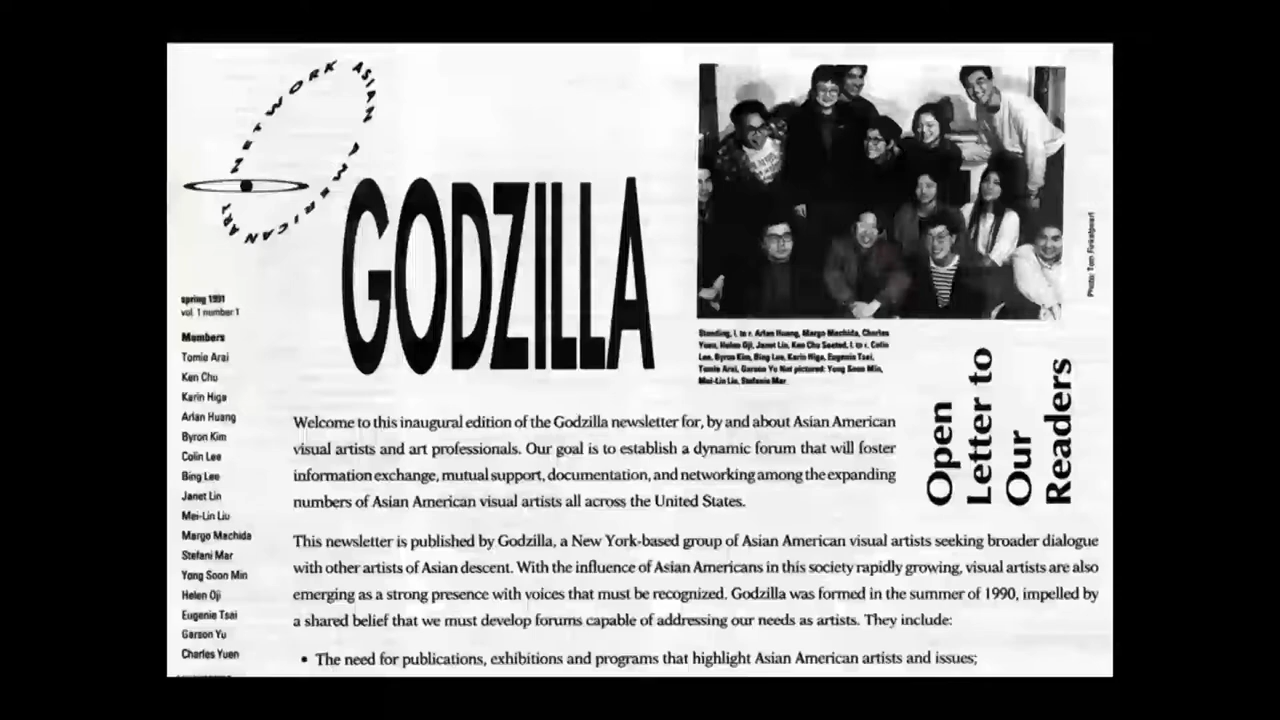 ASIAN AMERICAN ART NETWORK
GODZILLA
spring 1991
vol. 1 number 1
Members
Tomie Arai
Ken Chu
Karin Higa
Arlan Huang
Byron Kim
Colin Lee
Bing Lee
Janet Lin
Mei-Lin Liu
Margo Machida
Stefani Mar
Yong Soon Min
Helen Oji
Eugenie Tsai
Garson Yu
Charles Yuen
Photo: Tom Finkelpearl
Standing, l. to r. Arlan Huang, Margo Machida, Charles
Yuen, Helen Oji, Janet Lin, Ken Chu Seated, l. to r. Colin
Lee, Byron Kim, Bing Lee, Karin Higa, Eugenie Tsai,
Tomie Arai, Garson Yu Not pictured: Yong Soon Min,
Mei-Lin Liu, Stefanie Mar
Open
Letter to
Our
Readers
Welcome to this inaugural edition of the Godzilla newsletter for, by and about Asian American
visual artists and art professionals. Our goal is to establish a dynamic forum that will foster
information exchange, mutual support, documentation, and networking among the expanding
numbers of Asian American visual artists all across the United States.
This newsletter is published by Godzilla, a New York-based group of Asian American visual artists seeking broader dialogue
with other artists of Asian descent. With the influence of Asian Americans in this society rapidly growing, visual artists are also
emerging as a strong presence with voices that must be recognized. Godzilla was formed in the summer of 1990, impelled by
a shared belief that we must develop forums capable of addressing our needs as artists. They include:
• The need for publications, exhibitions and programs that highlight Asian American artists and issues;